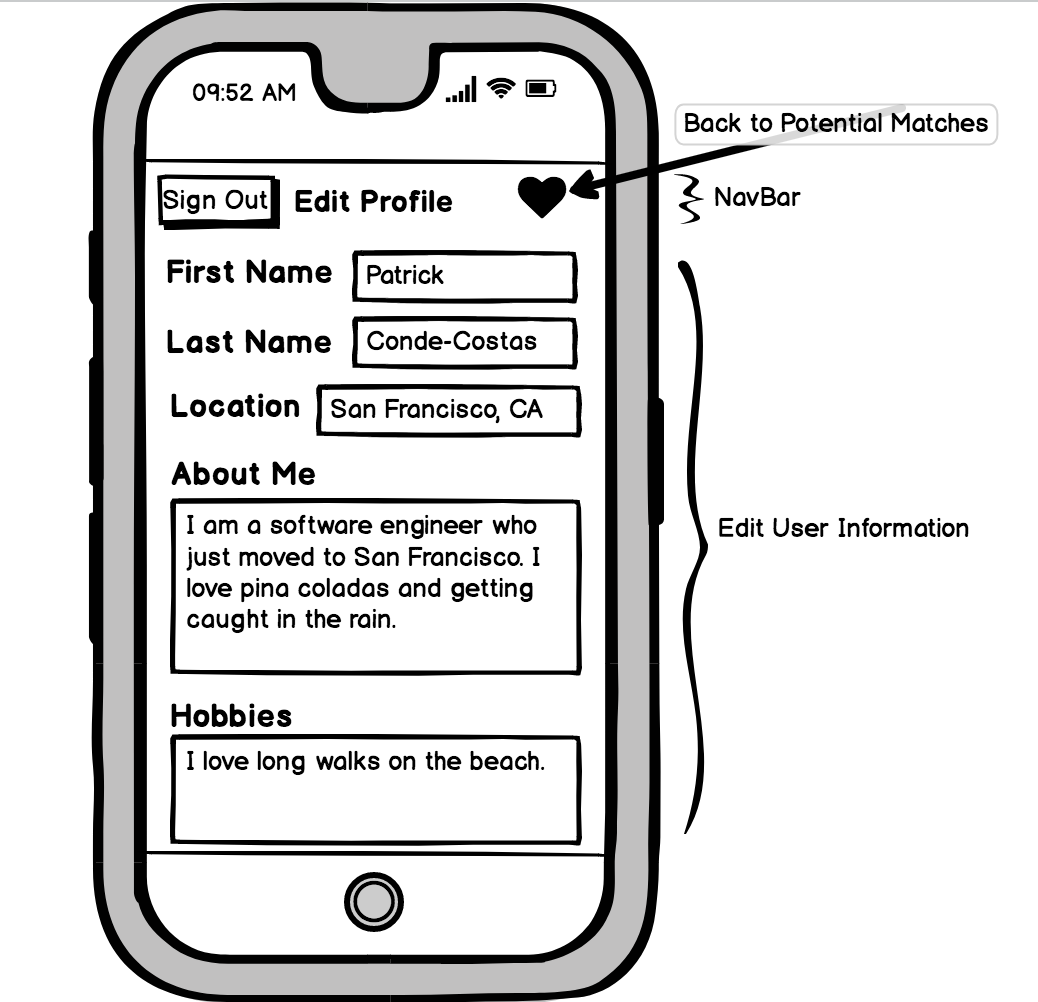 09:52 AM
Back to Potential Matches
Sign Out
Edit Profile
NavBar
First Name
Patrick
Last Name
Conde-Costas
Location
San Francisco, CA
About Me
I am a software engineer who
just moved to San Francisco. I
love pina coladas and getting
caught in the rain.
Edit User Information
Hobbies
I love long walks on the beach.